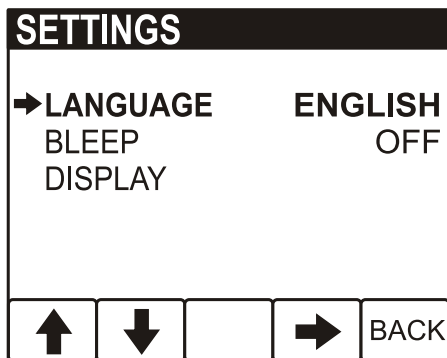 SETTINGS
LANGUAGE ENGLISH
BLEEP OFF
DISPLAY
BACK